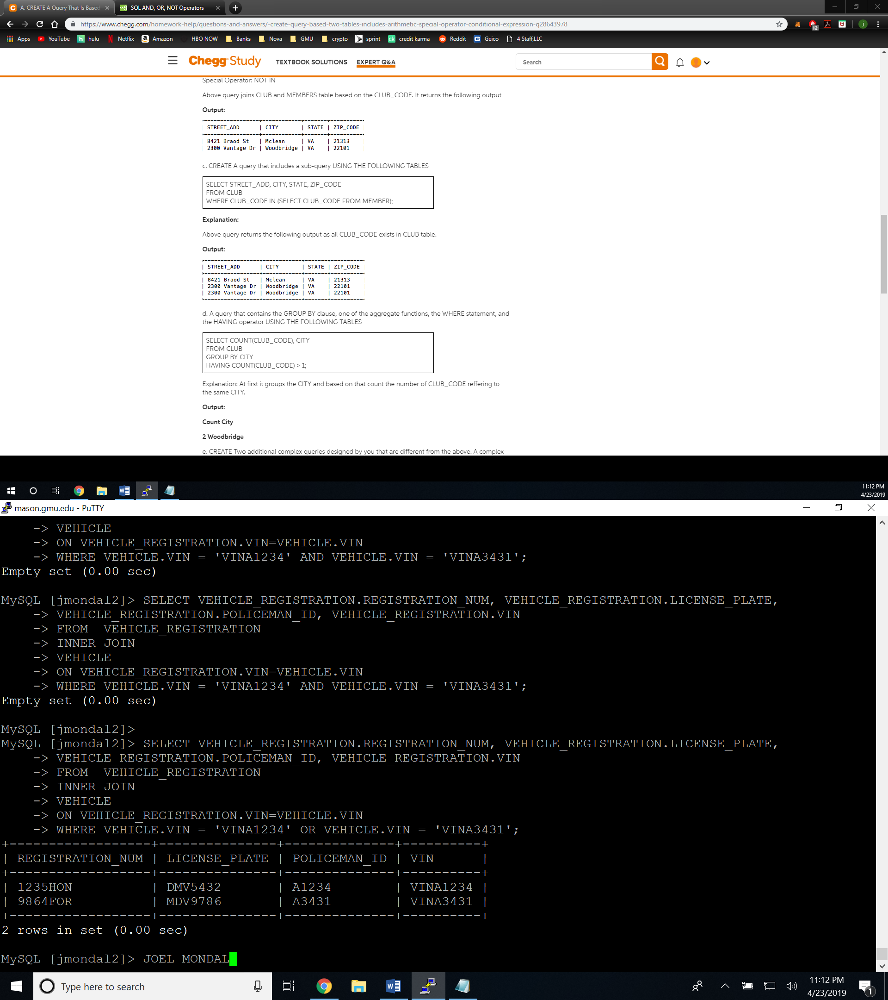 A. CREATE A Query That Is Based
SQL AND, OR, NOT Operators
https://www.chegg.com/homework-help/questions-and-answers/-create-query-based-two-tables-includes-arithmetic-special-operator-conditional-expression-q28643978
12
j
Apps YouTube hulu Netflix Amazon HBO NOW Banks Nova GMU crypto sprint ck credit karma Reddit Geico 4 Staff,LLC
Chegg Study TEXTBOOK SOLUTIONS EXPERT Q&A Search
Special Operator: NOT IN
Above query joins CLUB and MEMBERS table based on the CLUB_CODE. It returns the following output
Output:
STREET_ADD | CITY | STATE | ZIP_CODE
8421 Braod St | Mclean | VA | 21313
2300 Vantage Dr | Woodbridge | VA | 22101
c. CREATE A query that includes a sub-query USING THE FOLLOWING TABLES
SELECT STREET_ADD, CITY, STATE, ZIP_CODE
FROM CLUB
WHERE CLUB_CODE IN (SELECT CLUB_CODE FROM MEMBER);
Explanation:
Above query returns the following output as all CLUB_CODE exists in CLUB table.
Output:
| STREET_ADD | CITY | STATE | ZIP_CODE
| 8421 Braod St | Mclean | VA | 21313
| 2300 Vantage Dr | Woodbridge | VA | 22101
| 2300 Vantage Dr | Woodbridge | VA | 22101
d. A query that contains the GROUP BY clause, one of the aggregate functions, the WHERE statement, and
the HAVING operator USING THE FOLLOWING TABLES
SELECT COUNT(CLUB_CODE), CITY
FROM CLUB
GROUP BY CITY
HAVING COUNT(CLUB_CODE) > 1;
Explanation: At first it groups the CITY and based on that count the number of CLUB_CODE reffering to
the same CITY.
Output:
Count City
2 Woodbridge
e. CREATE Two additional complex queries designed by you that are different from the above. A complex
11:12 PM
4/23/2019
mason.gmu.edu - PuTTY
-> VEHICLE
-> ON VEHICLE_REGISTRATION.VIN=VEHICLE.VIN
-> WHERE VEHICLE.VIN = 'VINA1234' AND VEHICLE.VIN = 'VINA3431';
Empty set (0.00 sec)
MySQL [jmondal2]> SELECT VEHICLE_REGISTRATION.REGISTRATION_NUM, VEHICLE_REGISTRATION.LICENSE_PLATE,
-> VEHICLE_REGISTRATION.POLICEMAN_ID, VEHICLE_REGISTRATION.VIN
-> FROM  VEHICLE_REGISTRATION
-> INNER JOIN
-> VEHICLE
-> ON VEHICLE_REGISTRATION.VIN=VEHICLE.VIN
-> WHERE VEHICLE.VIN = 'VINA1234' AND VEHICLE.VIN = 'VINA3431';
Empty set (0.00 sec)
MySQL [jmondal2]>
MySQL [jmondal2]> SELECT VEHICLE_REGISTRATION.REGISTRATION_NUM, VEHICLE_REGISTRATION.LICENSE_PLATE,
-> VEHICLE_REGISTRATION.POLICEMAN_ID, VEHICLE_REGISTRATION.VIN
-> FROM  VEHICLE_REGISTRATION
-> INNER JOIN
-> VEHICLE
-> ON VEHICLE_REGISTRATION.VIN=VEHICLE.VIN
-> WHERE VEHICLE.VIN = 'VINA1234' OR VEHICLE.VIN = 'VINA3431';
+------------------+---------------+--------------+----------+
| REGISTRATION_NUM | LICENSE_PLATE | POLICEMAN_ID | VIN |
+------------------+---------------+--------------+----------+
| 1235HON | DMV5432 | A1234 | VINA1234 |
| 9864FOR | MDV9786 | A3431 | VINA3431 |
+------------------+---------------+--------------+----------+
2 rows in set (0.00 sec)
MySQL [jmondal2]> JOEL MONDAL
Type here to search
11:12 PM
4/23/2019
1